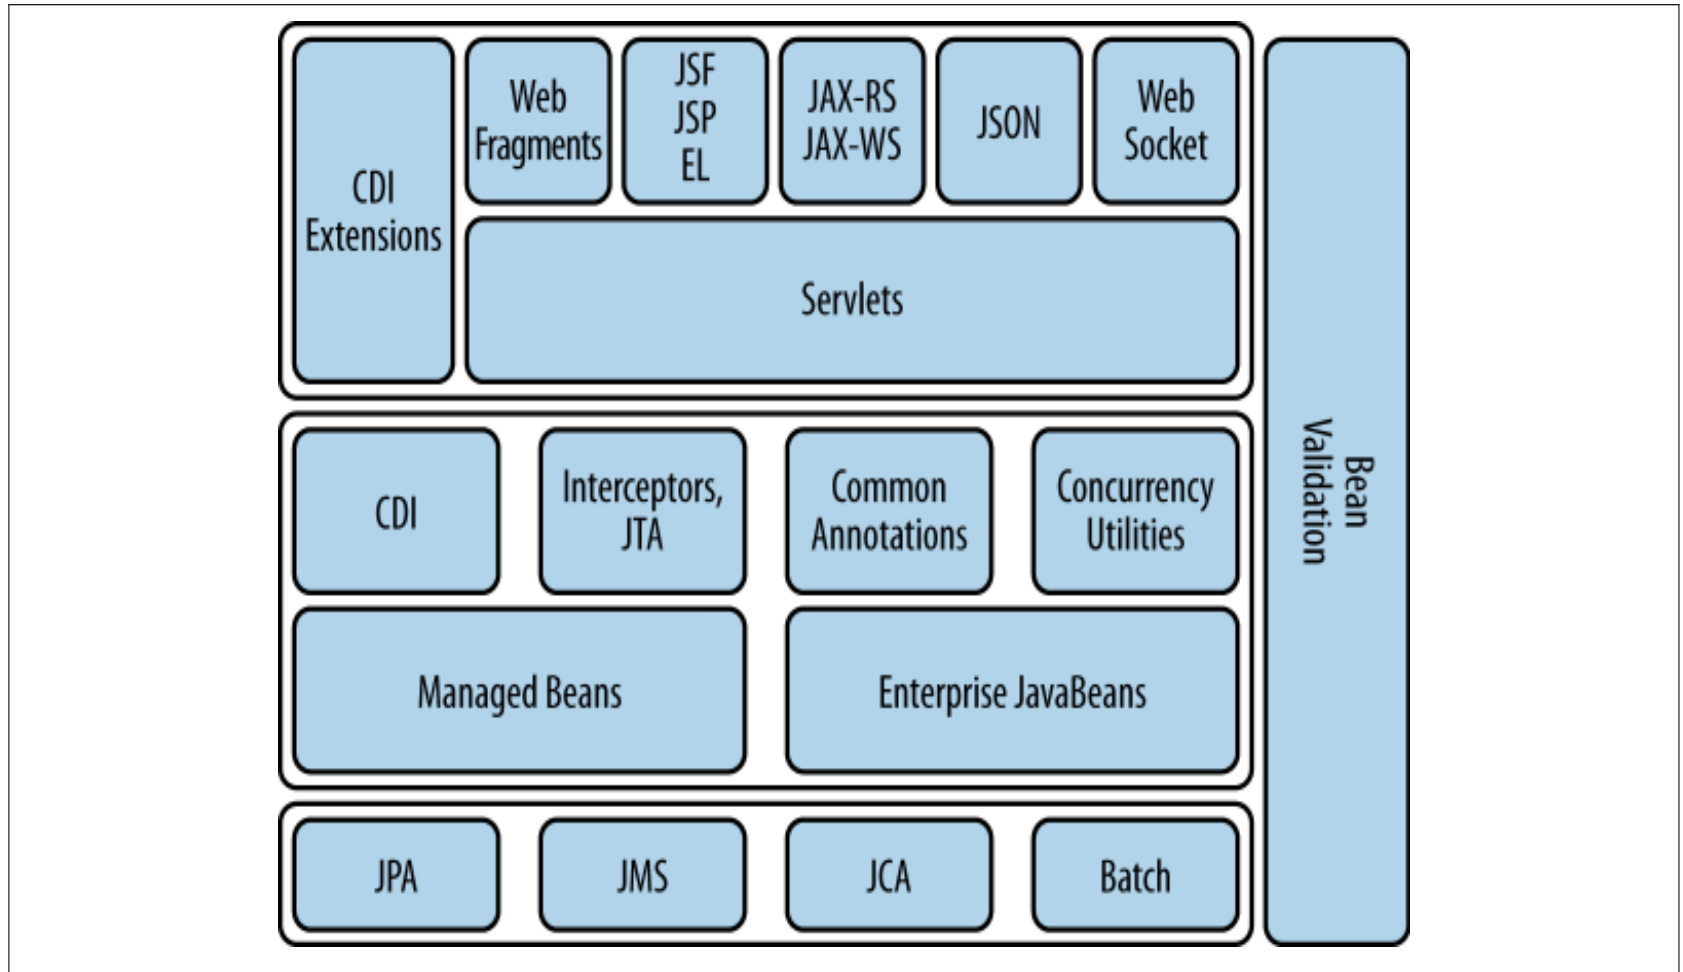 CDI
Extensions
Web
Fragments
JSF
JSP
EL
JAX-RS
JAX-WS
JSON
Web
Socket
Servlets
CDI
Interceptors,
JTA
Common
Annotations
Concurrency
Utilities
Managed Beans
Enterprise JavaBeans
JPA
JMS
JCA
Batch
Bean
Validation